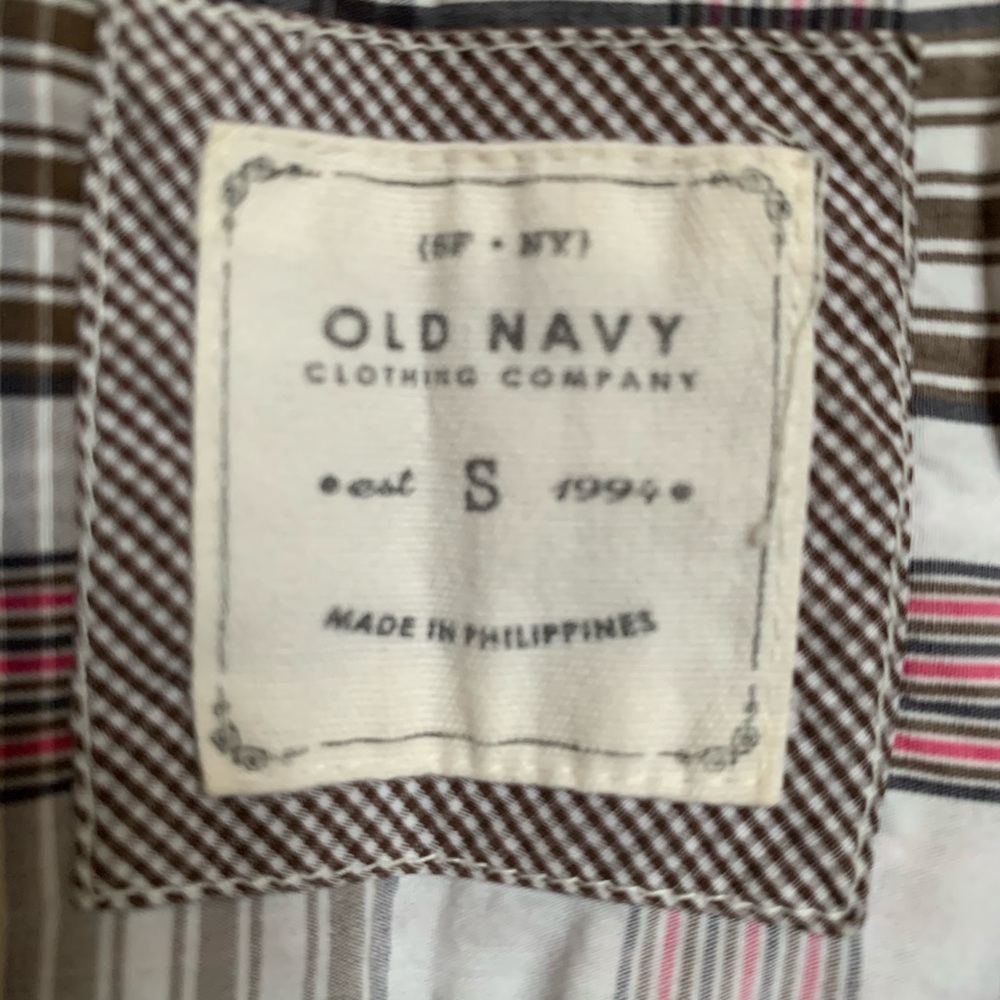 {SF • NY}
OLD NAVY
CLOTHING COMPANY
• est S 1994 •
MADE IN PHILIPPINES